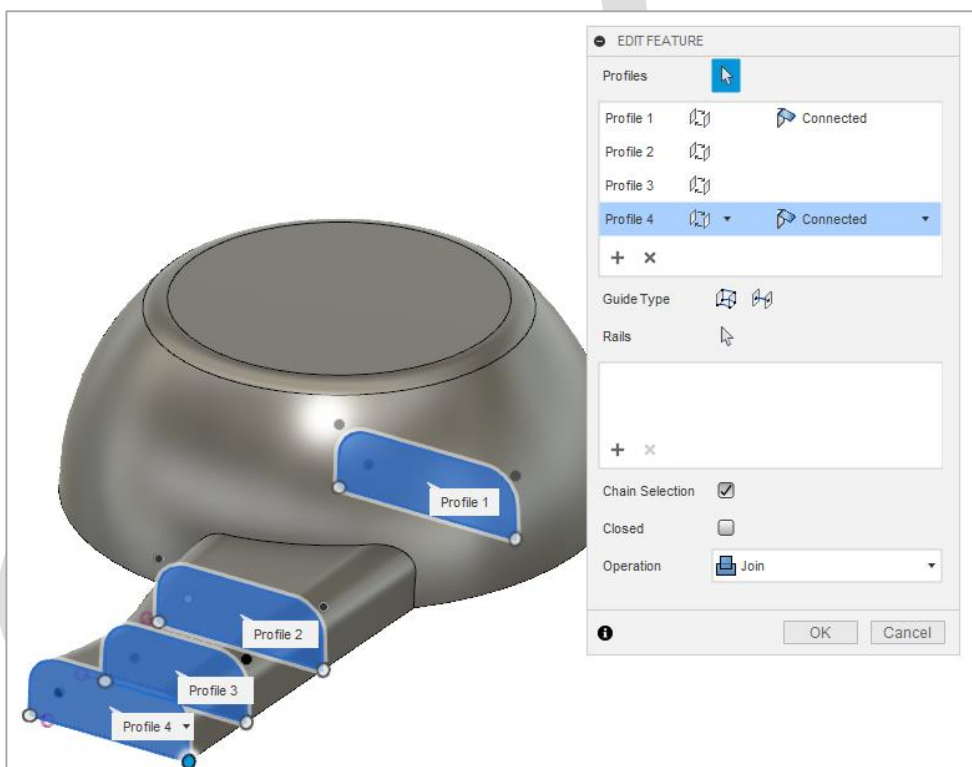 EDIT FEATURE
Profiles
Profile 1 Connected
Profile 2
Profile 3
Profile 4 Connected
Guide Type
Rails
Chain Selection
Closed
Operation Join
OK Cancel
Profile 1
Profile 2
Profile 3
Profile 4